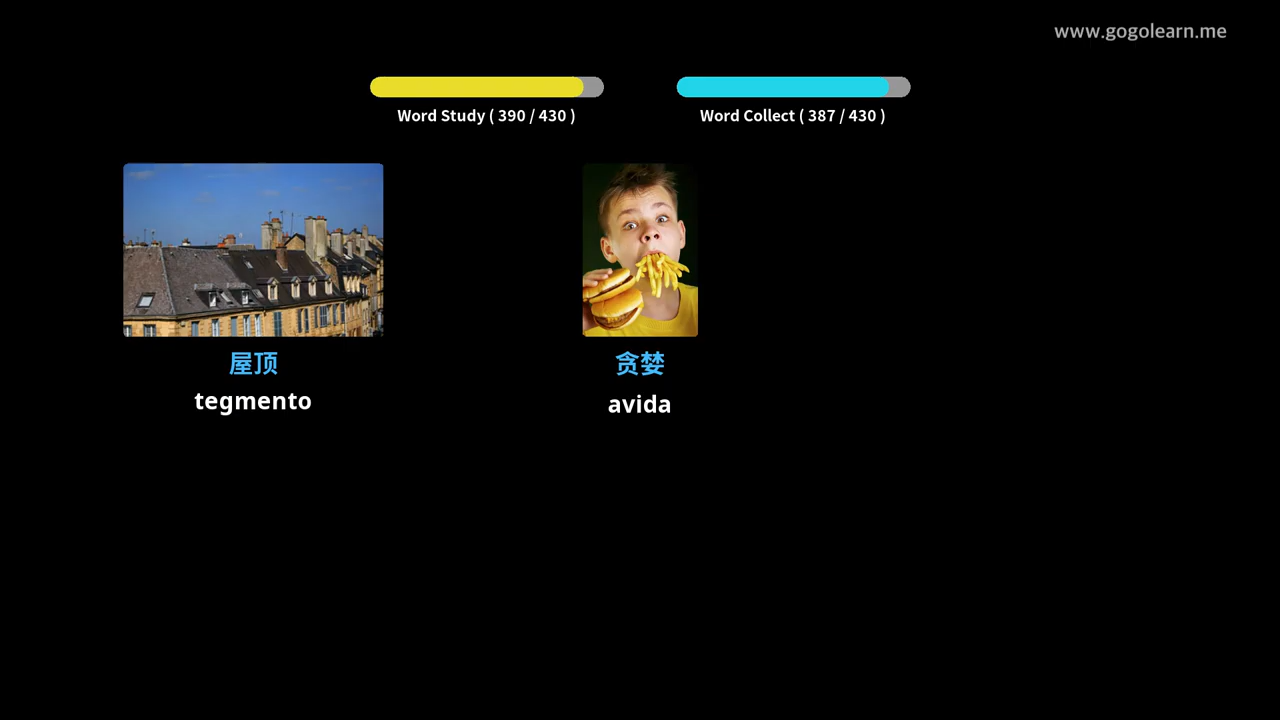 www.gogolearn.me
Word Study ( 390 / 430 )
Word Collect ( 387 / 430 )
屋顶
tegmento
贪婪
avida